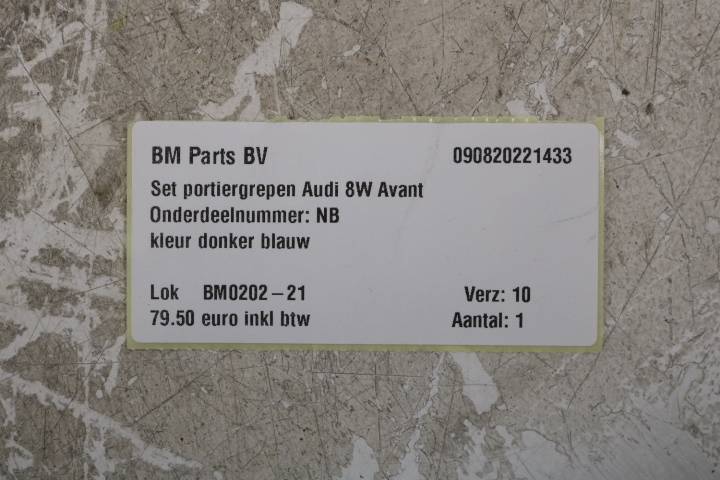 BM Parts BV 090820221433
Set portiergrepen Audi 8W Avant
Onderdeelnummer: NB
kleur donker blauw
Lok BM0202-21 Verz: 10
79.50 euro inkl btw Aantal: 1